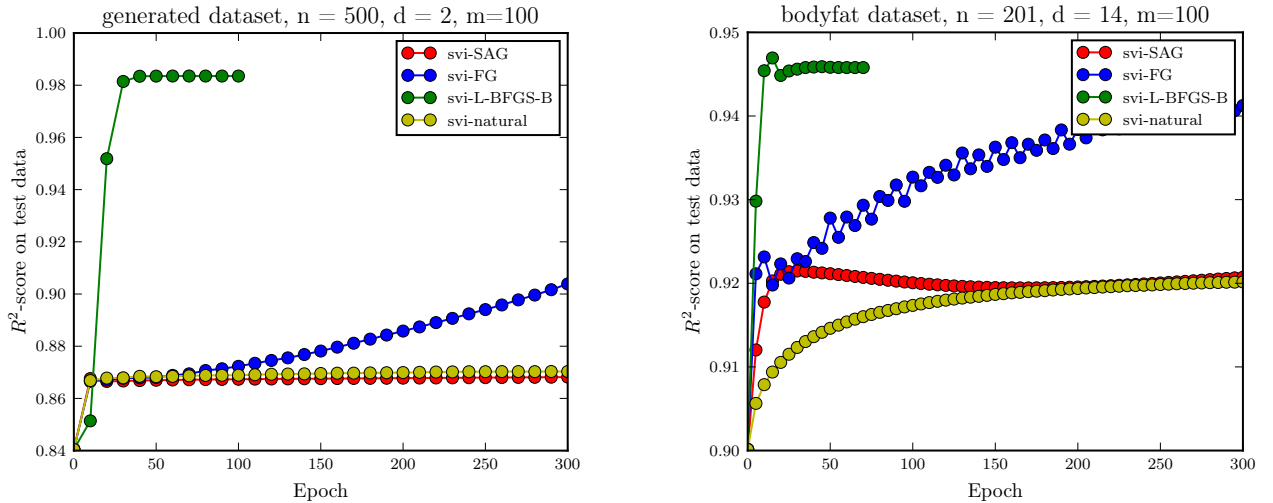 generated dataset, n = 500, d = 2, m=100
1.00
0.98
0.96
0.94
0.92
0.90
0.88
0.86
0.84
R²-score on test data
svi-SAG
svi-FG
svi-L-BFGS-B
svi-natural
0 50 100 150 200 250 300
Epoch
bodyfat dataset, n = 201, d = 14, m=100
0.95
0.94
0.93
0.92
0.91
0.90
R²-score on test data
svi-SAG
svi-FG
svi-L-BFGS-B
svi-natural
0 50 100 150 200 250 300
Epoch